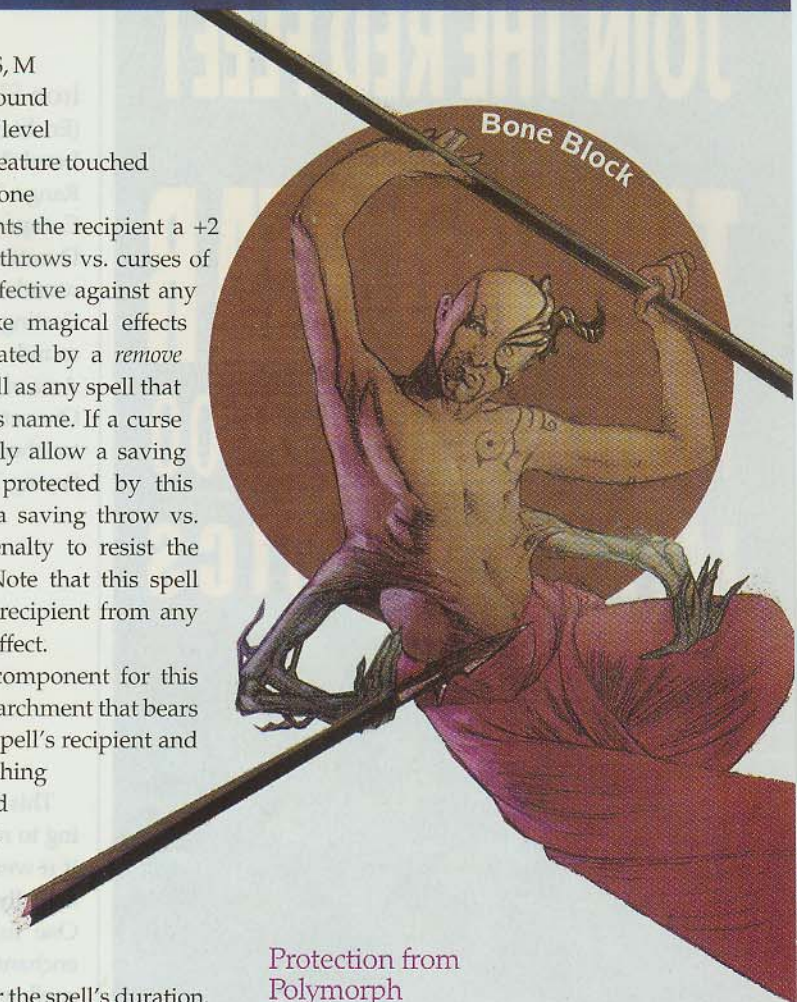 S, M
ound
level
eature touched
one
nts the recipient a +2
throws vs. curses of
fective against any
ke magical effects
ated by a remove
ll as any spell that
s name. If a curse
ly allow a saving
protected by this
a saving throw vs.
nalty to resist the
Note that this spell
recipient from any
ffect.
component for this
archment that bears
pell's recipient and
hing
d
r the spell's duration.
Bone Block
Protection from
Polymorph